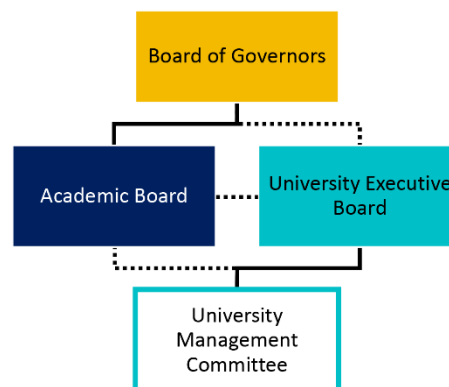 Board of Governors
Academic Board
University Executive
Board
University
Management
Committee